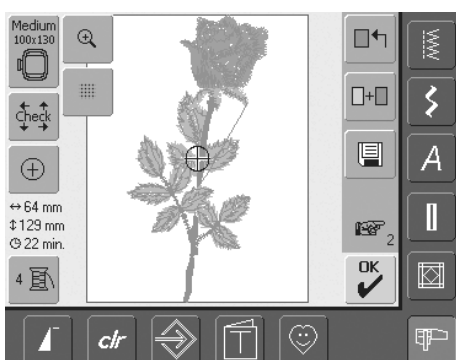 Medium
100x130
Check
64 mm
129 mm
22 min.
4
2
OK
A
clr
T